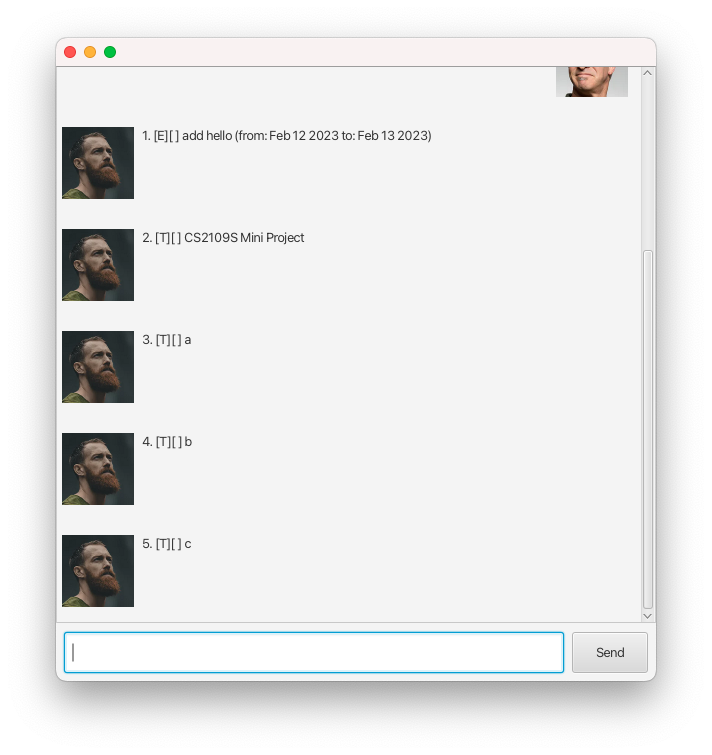 1. [E][ ] add hello (from: Feb 12 2023 to: Feb 13 2023)
2. [T][ ] CS2109S Mini Project
3. [T][ ] a
4. [T][ ] b
5. [T][ ] c
Send